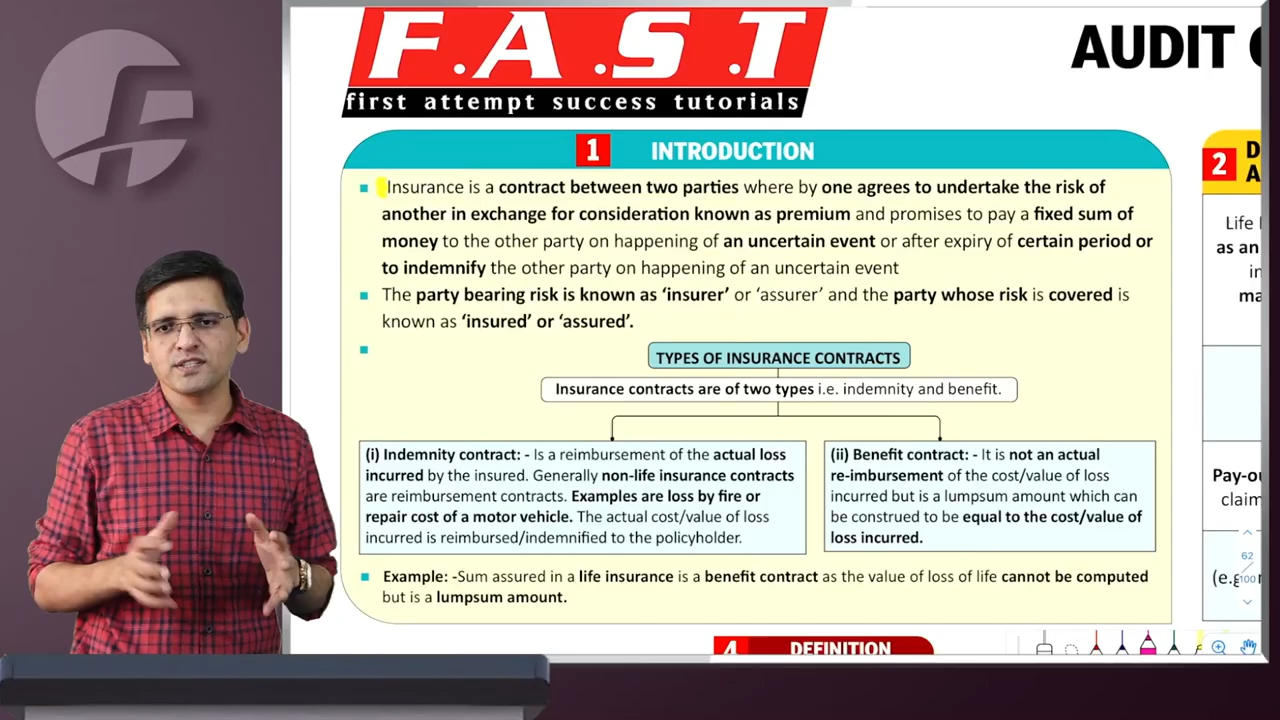 F.A.S.T
first attempt success tutorials
AUDIT
1 INTRODUCTION
Insurance is a contract between two parties where by one agrees to undertake the risk of
another in exchange for consideration known as premium and promises to pay a fixed sum of
money to the other party on happening of an uncertain event or after expiry of certain period or
to indemnify the other party on happening of an uncertain event
The party bearing risk is known as ‘insurer’ or ‘assurer’ and the party whose risk is covered is
known as ‘insured’ or ‘assured’.
TYPES OF INSURANCE CONTRACTS
Insurance contracts are of two types i.e. indemnity and benefit.
(i) Indemnity contract: - Is a reimbursement of the actual loss
incurred by the insured. Generally non-life insurance contracts
are reimbursement contracts. Examples are loss by fire or
repair cost of a motor vehicle. The actual cost/value of loss
incurred is reimbursed/indemnified to the policyholder.
(ii) Benefit contract: - It is not an actual
re-imbursement of the cost/value of loss
incurred but is a lumpsum amount which can
be construed to be equal to the cost/value of
loss incurred.
Example: -Sum assured in a life insurance is a benefit contract as the value of loss of life cannot be computed
but is a lumpsum amount.
4 DEFINITION
2
Life
as an
in
ma
Pay-ou
claim
(e.g
62
100